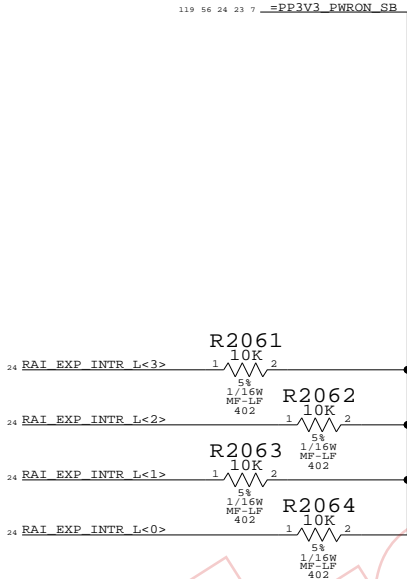 119 56 24 23 7 =PP3V3_PWRON_SB
R2061
10K
24 RAI_EXP_INTR_L<3> 1 2
5%
1/16W
MF-LF
402
R2062
10K
24 RAI_EXP_INTR_L<2> 1 2
5%
1/16W
MF-LF
402
R2063
10K
24 RAI_EXP_INTR_L<1> 1 2
5%
1/16W
MF-LF
402
R2064
10K
24 RAI_EXP_INTR_L<0> 1 2
5%
1/16W
MF-LF
402